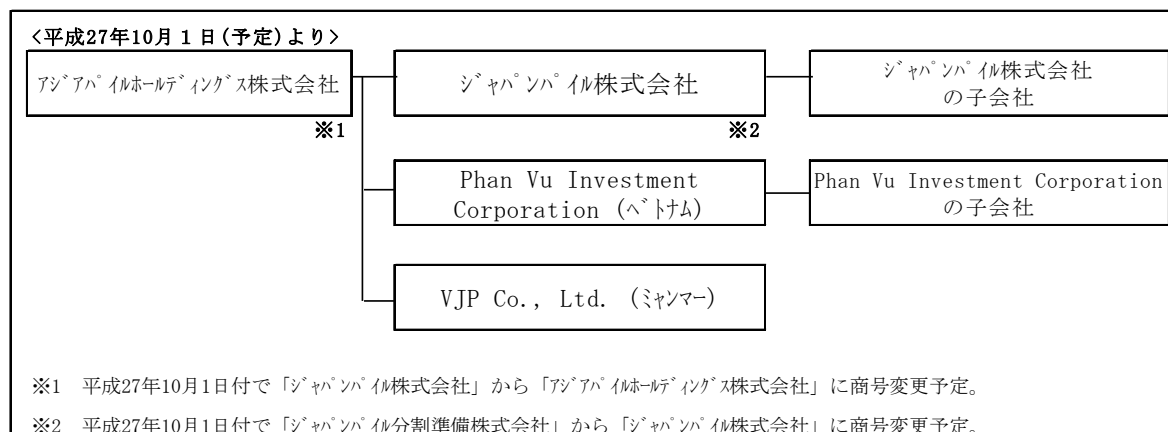 <平成27年10月1日(予定)より>
アジアパイルホールディングス株式会社
ジャパンパイル株式会社
ジャパンパイル株式会社
の子会社
※1
※2
Phan Vu Investment
Corporation (ベトナム)
Phan Vu Investment Corporation
の子会社
VJP Co., Ltd. (ミャンマー)
※1 平成27年10月1日付で「ジャパンパイル株式会社」から「アジアパイルホールディングス株式会社」に商号変更予定。
※2 平成27年10月1日付で「ジャパンパイル分割準備株式会社」から「ジャパンパイル株式会社」に商号変更予定。